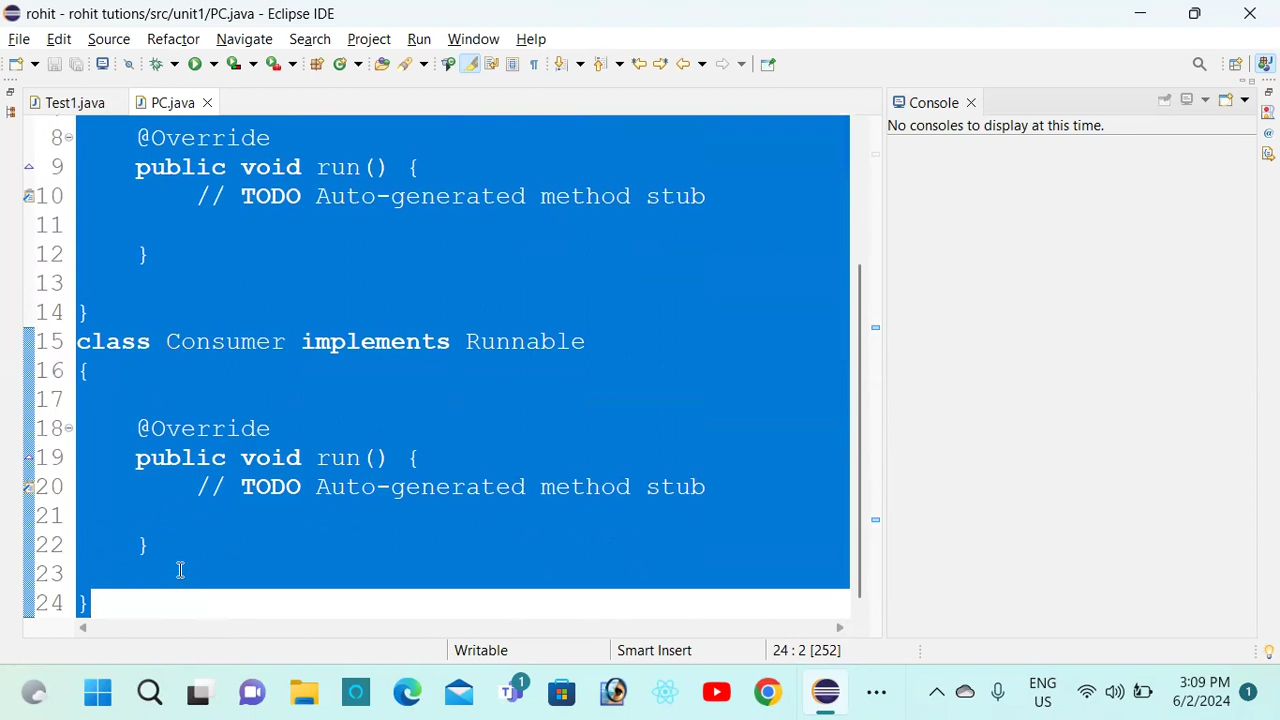 rohit - rohit tutions/src/unit1/PC.java - Eclipse IDE
File Edit Source Refactor Navigate Search Project Run Window Help
Test1.java PC.java
Console
No consoles to display at this time.
8 @Override
9 public void run() {
10 // TODO Auto-generated method stub
11
12 }
13
14 }
15 class Consumer implements Runnable
16 {
17
18 @Override
19 public void run() {
20 // TODO Auto-generated method stub
21
22 }
23
24 }
Writable Smart Insert 24 : 2 [252]
1
ENG
US
3:09 PM
6/2/2024
1